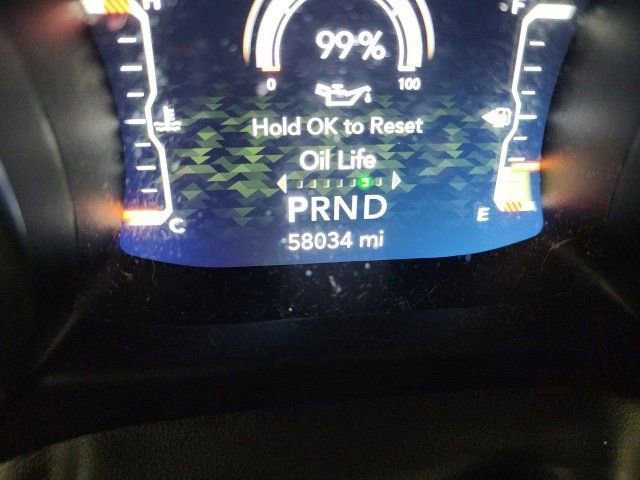 H
F
99%
0
100
Hold OK to Reset
Oil Life
PRND
C
E
58034 mi